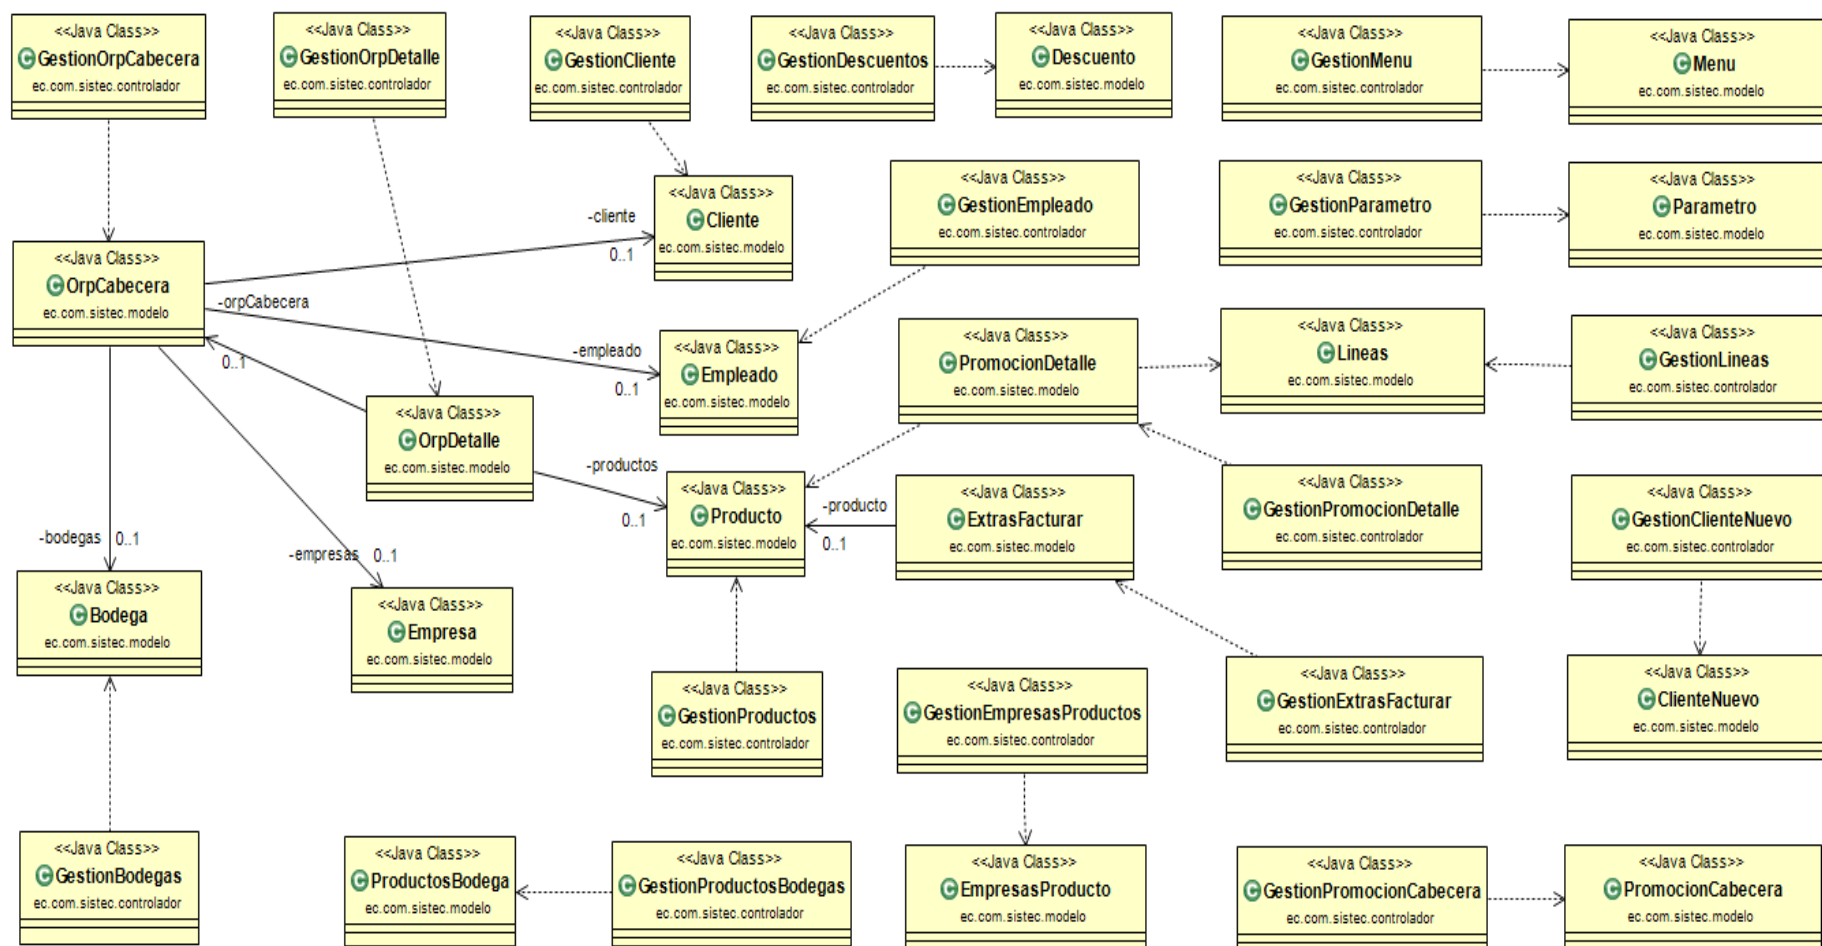 <<Java Class>>
GestionOrpCabecera
ec.com.sistec.controlador
<<Java Class>>
GestionOrpDetalle
ec.com.sistec.controlador
<<Java Class>>
GestionCliente
ec.com.sistec.controlador
<<Java Class>>
GestionDescuentos
ec.com.sistec.controlador
<<Java Class>>
Descuento
ec.com.sistec.modelo
<<Java Class>>
GestionMenu
ec.com.sistec.controlador
<<Java Class>>
Menu
ec.com.sistec.modelo
<<Java Class>>
Cliente
ec.com.sistec.modelo
<<Java Class>>
GestionEmpleado
ec.com.sistec.controlador
<<Java Class>>
GestionParametro
ec.com.sistec.controlador
<<Java Class>>
Parametro
ec.com.sistec.modelo
-cliente
0..1
<<Java Class>>
OrpCabecera
ec.com.sistec.modelo
-orpCabecera
0..1
-empleado
0..1
<<Java Class>>
Empleado
ec.com.sistec.modelo
<<Java Class>>
PromocionDetalle
ec.com.sistec.modelo
<<Java Class>>
Lineas
ec.com.sistec.modelo
<<Java Class>>
GestionLineas
ec.com.sistec.controlador
<<Java Class>>
OrpDetalle
ec.com.sistec.modelo
-productos
0..1
<<Java Class>>
Producto
ec.com.sistec.modelo
-producto
0..1
<<Java Class>>
ExtrasFacturar
ec.com.sistec.modelo
<<Java Class>>
GestionPromocionDetalle
ec.com.sistec.controlador
<<Java Class>>
GestionClienteNuevo
ec.com.sistec.controlador
-bodegas
0..1
-empresas
0..1
<<Java Class>>
Bodega
ec.com.sistec.modelo
<<Java Class>>
Empresa
ec.com.sistec.modelo
<<Java Class>>
GestionProductos
ec.com.sistec.controlador
<<Java Class>>
GestionEmpresasProductos
ec.com.sistec.controlador
<<Java Class>>
GestionExtrasFacturar
ec.com.sistec.controlador
<<Java Class>>
ClienteNuevo
ec.com.sistec.modelo
<<Java Class>>
GestionBodegas
ec.com.sistec.controlador
<<Java Class>>
ProductosBodega
ec.com.sistec.modelo
<<Java Class>>
GestionProductosBodegas
ec.com.sistec.controlador
<<Java Class>>
EmpresasProducto
ec.com.sistec.modelo
<<Java Class>>
GestionPromocionCabecera
ec.com.sistec.controlador
<<Java Class>>
PromocionCabecera
ec.com.sistec.modelo